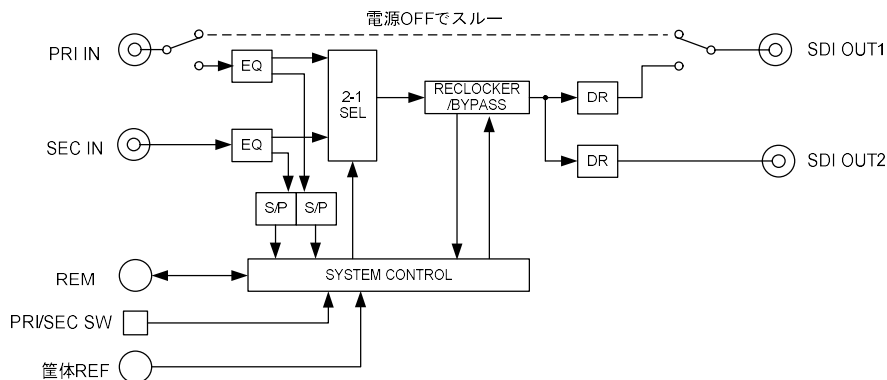 電源OFFでスルー
PRI IN
SDI OUT1
EQ
2-1
SEL
RECLOCKER
/BYPASS
DR
SEC IN
EQ
DR
SDI OUT2
S/P
S/P
REM
SYSTEM CONTROL
PRI/SEC SW
筐体REF